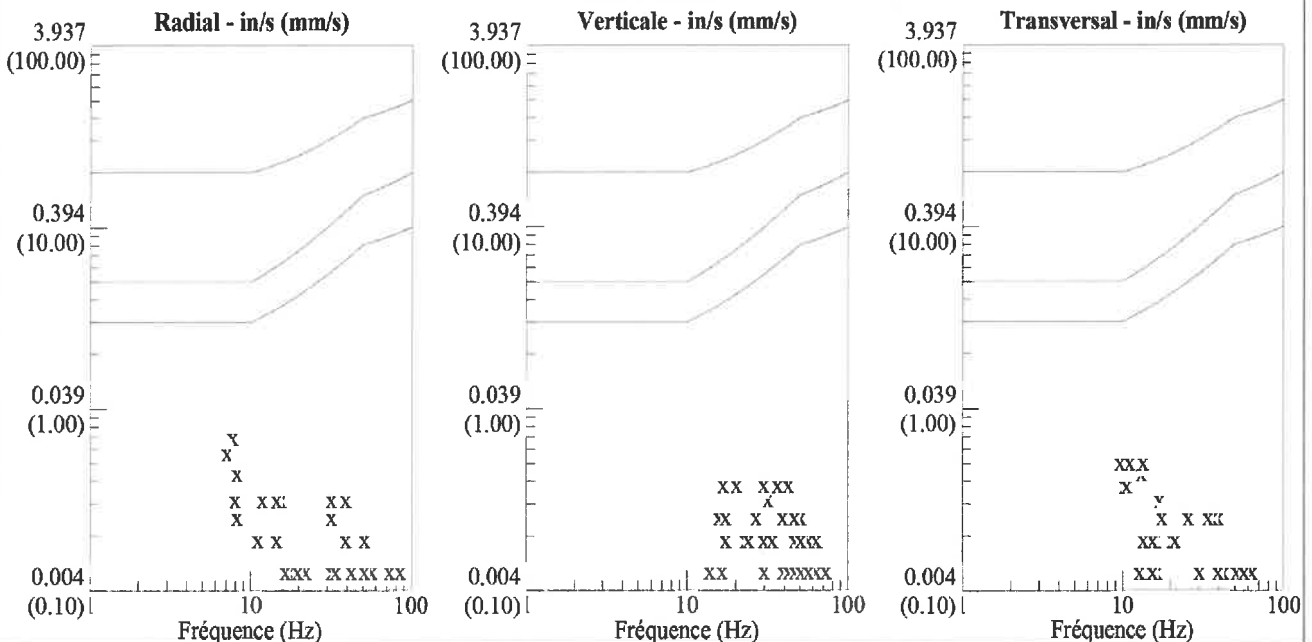 Radial - in/s (mm/s)
3.937
(100.00)
0.394
(10.00)
0.039
(1.00)
0.004
(0.10)
1 10 100
Fréquence (Hz)
Verticale - in/s (mm/s)
3.937
(100.00)
0.394
(10.00)
0.039
(1.00)
0.004
(0.10)
1 10 100
Fréquence (Hz)
Transversal - in/s (mm/s)
3.937
(100.00)
0.394
(10.00)
0.039
(1.00)
0.004
(0.10)
1 10 100
Fréquence (Hz)